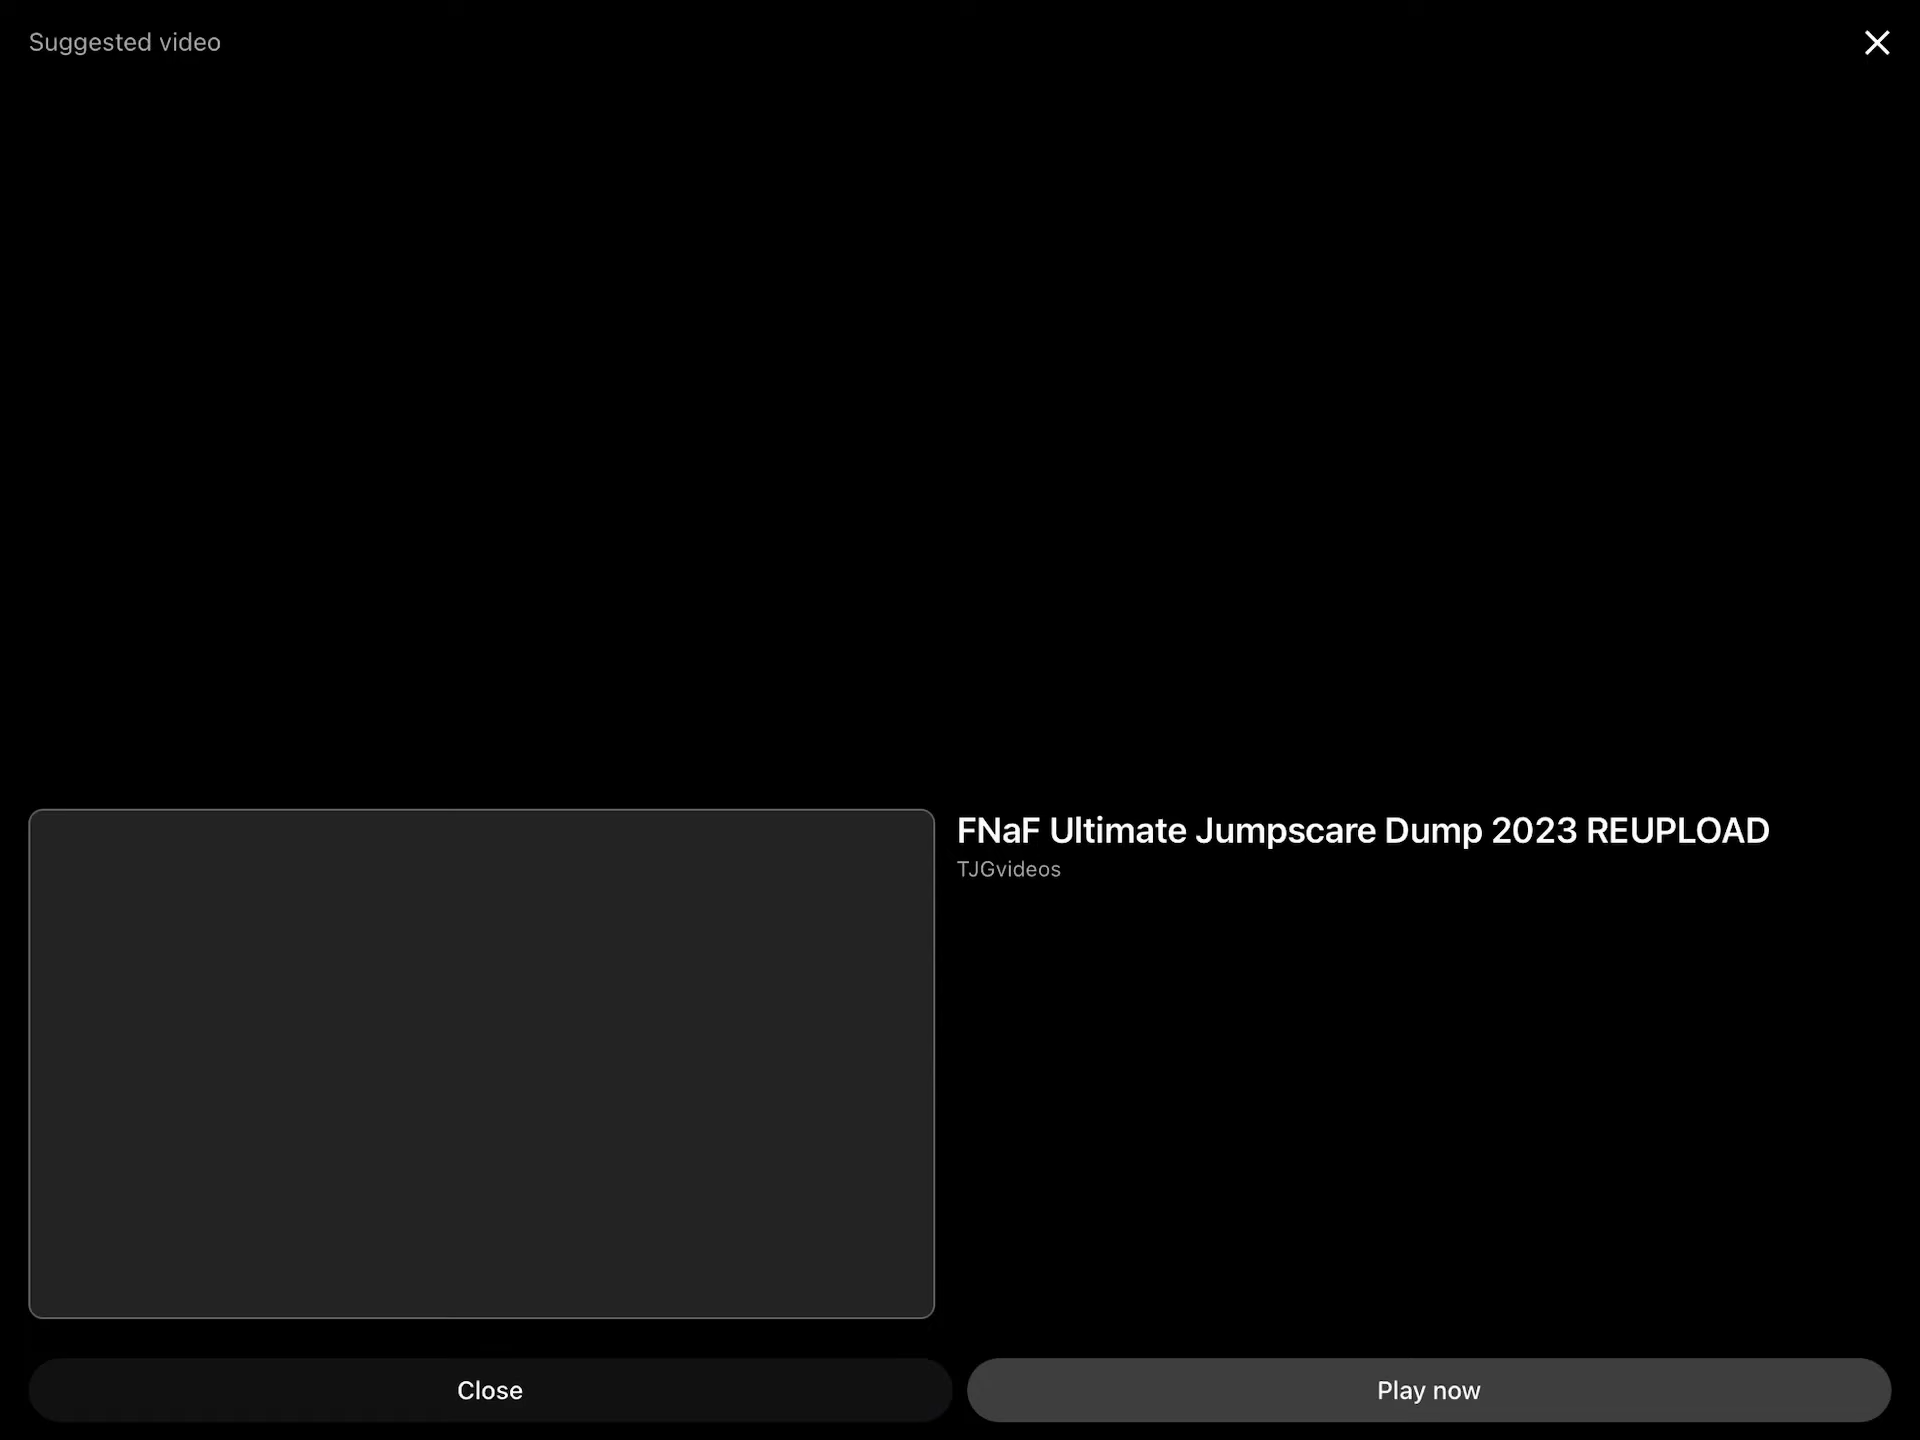 Suggested video
FNaF Ultimate Jumpscare Dump 2023 REUPLOAD
TJGvideos
Close
Play now